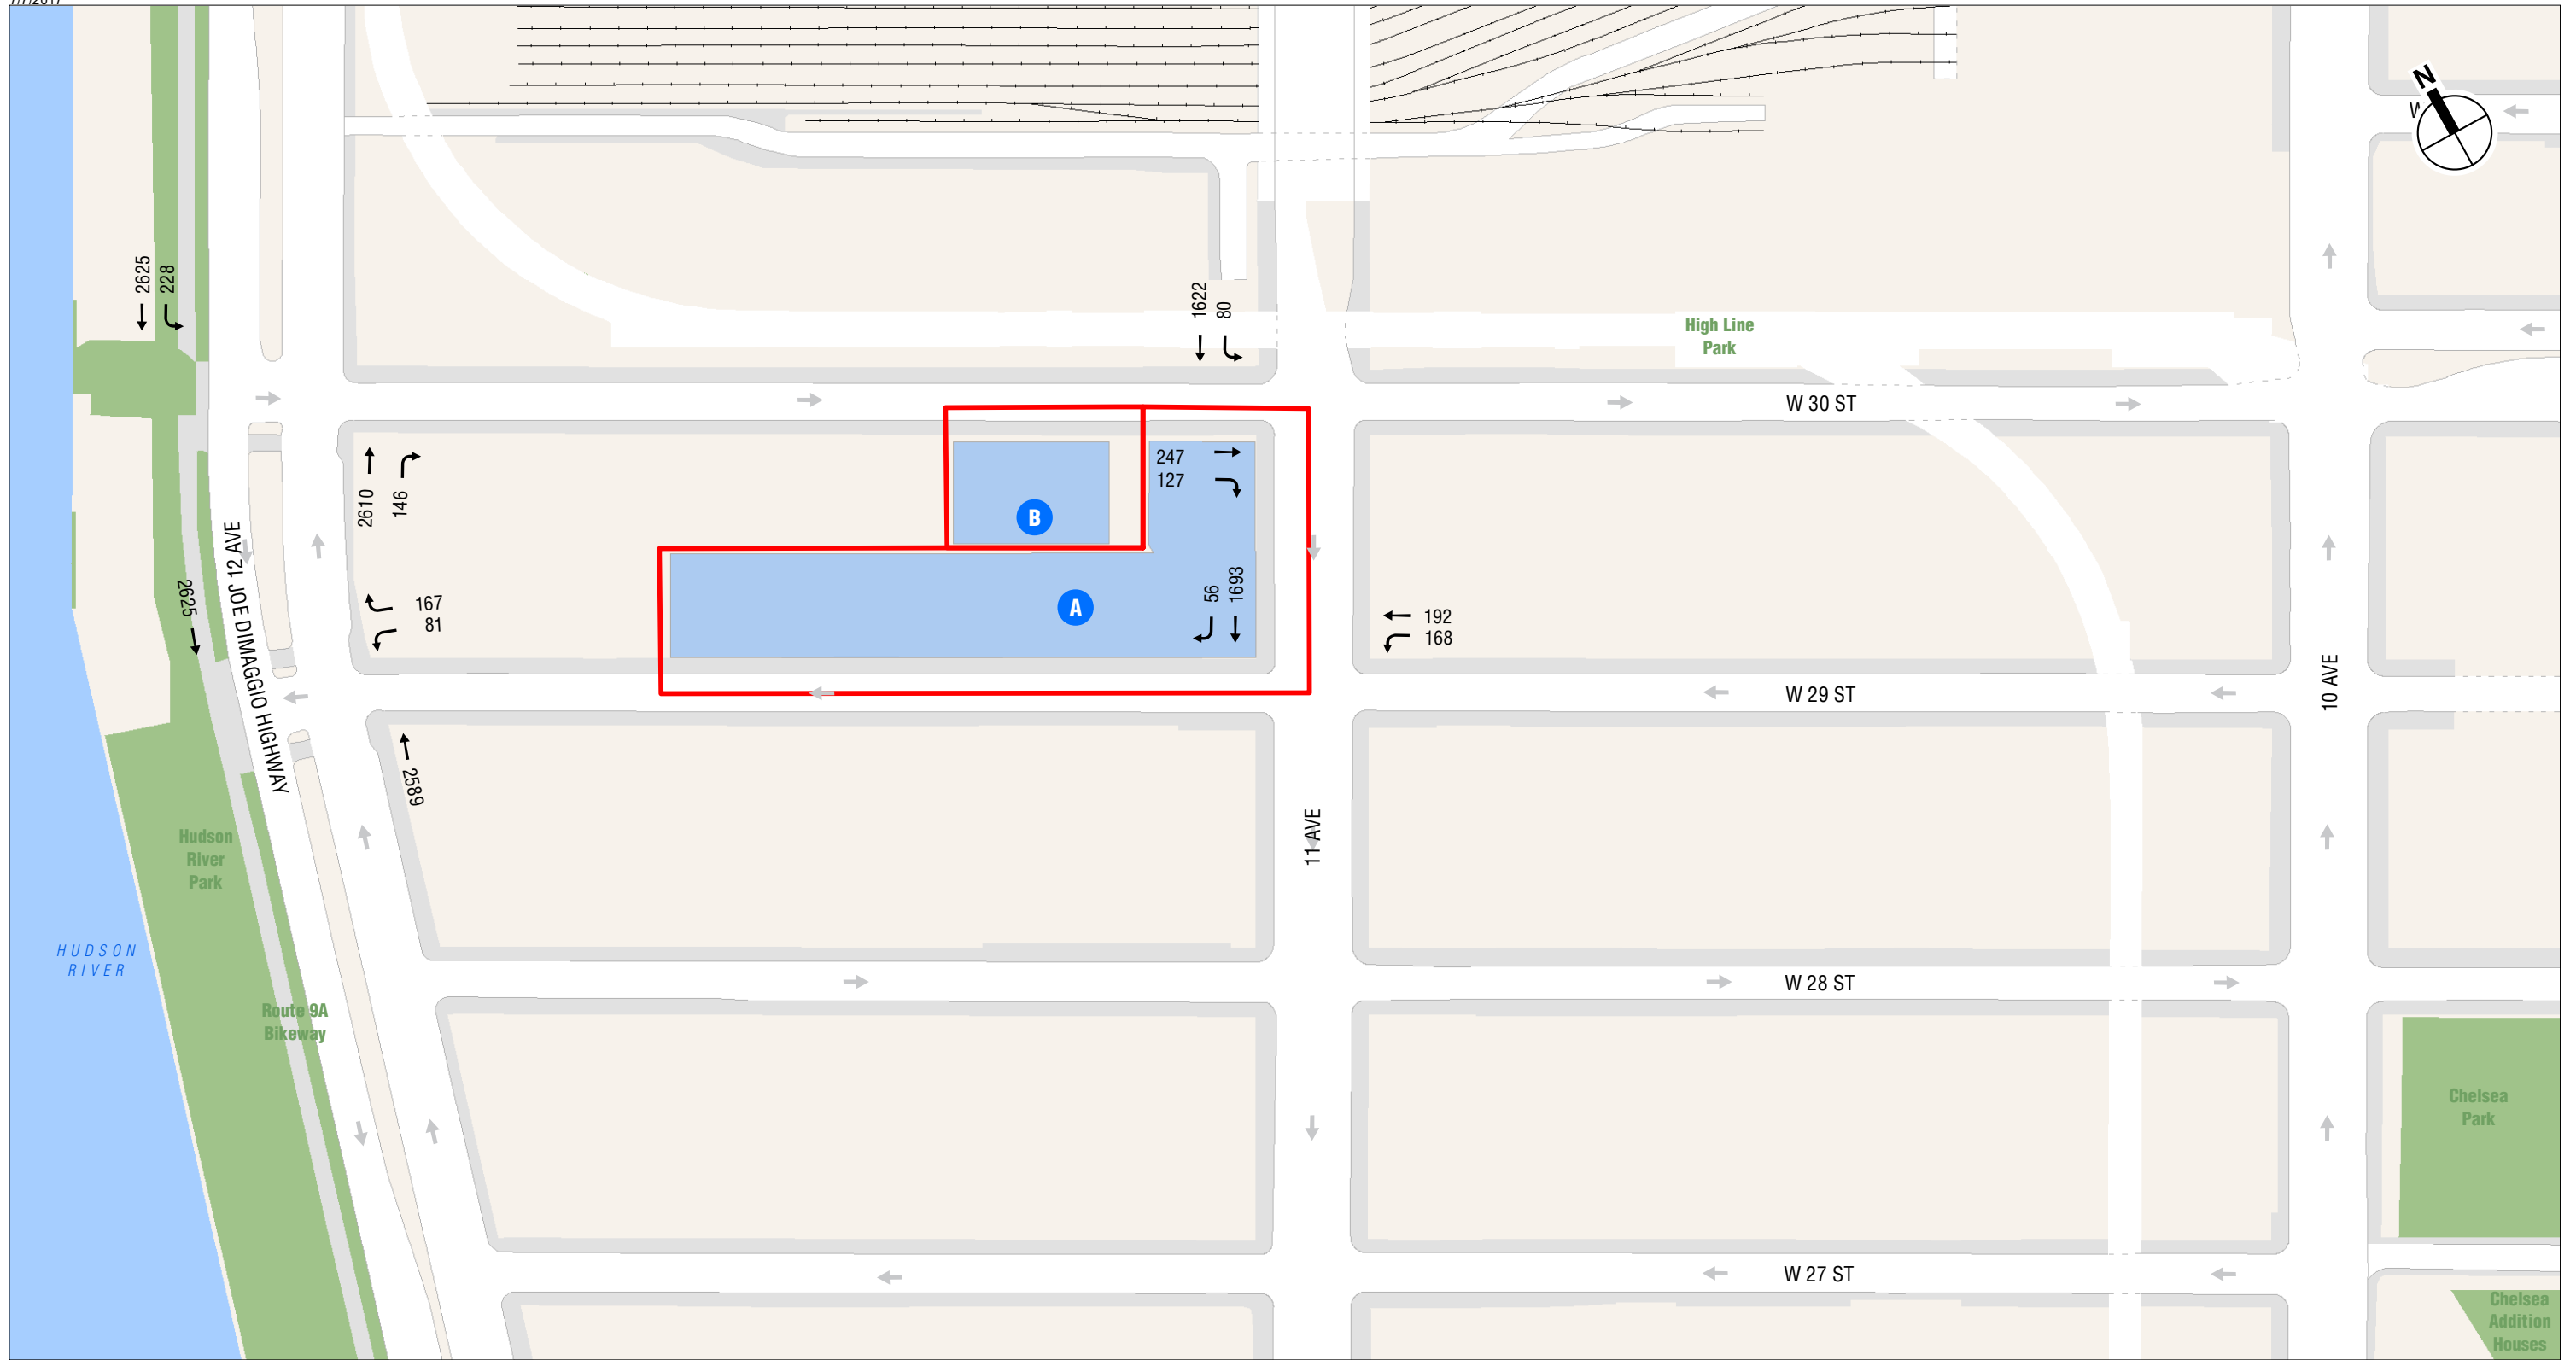 N
2625
228
1622
80
High Line
Park
W 30 ST
2610
146
247
127
B
12 AVE
JOE DIMAGGIO HIGHWAY
2625
167
81
A
56
1693
192
168
W 29 ST
10 AVE
2589
11 AVE
Hudson
River
Park
HUDSON
RIVER
W 28 ST
Route 9A
Bikeway
Chelsea
Park
W 27 ST
Chelsea
Addition
Houses